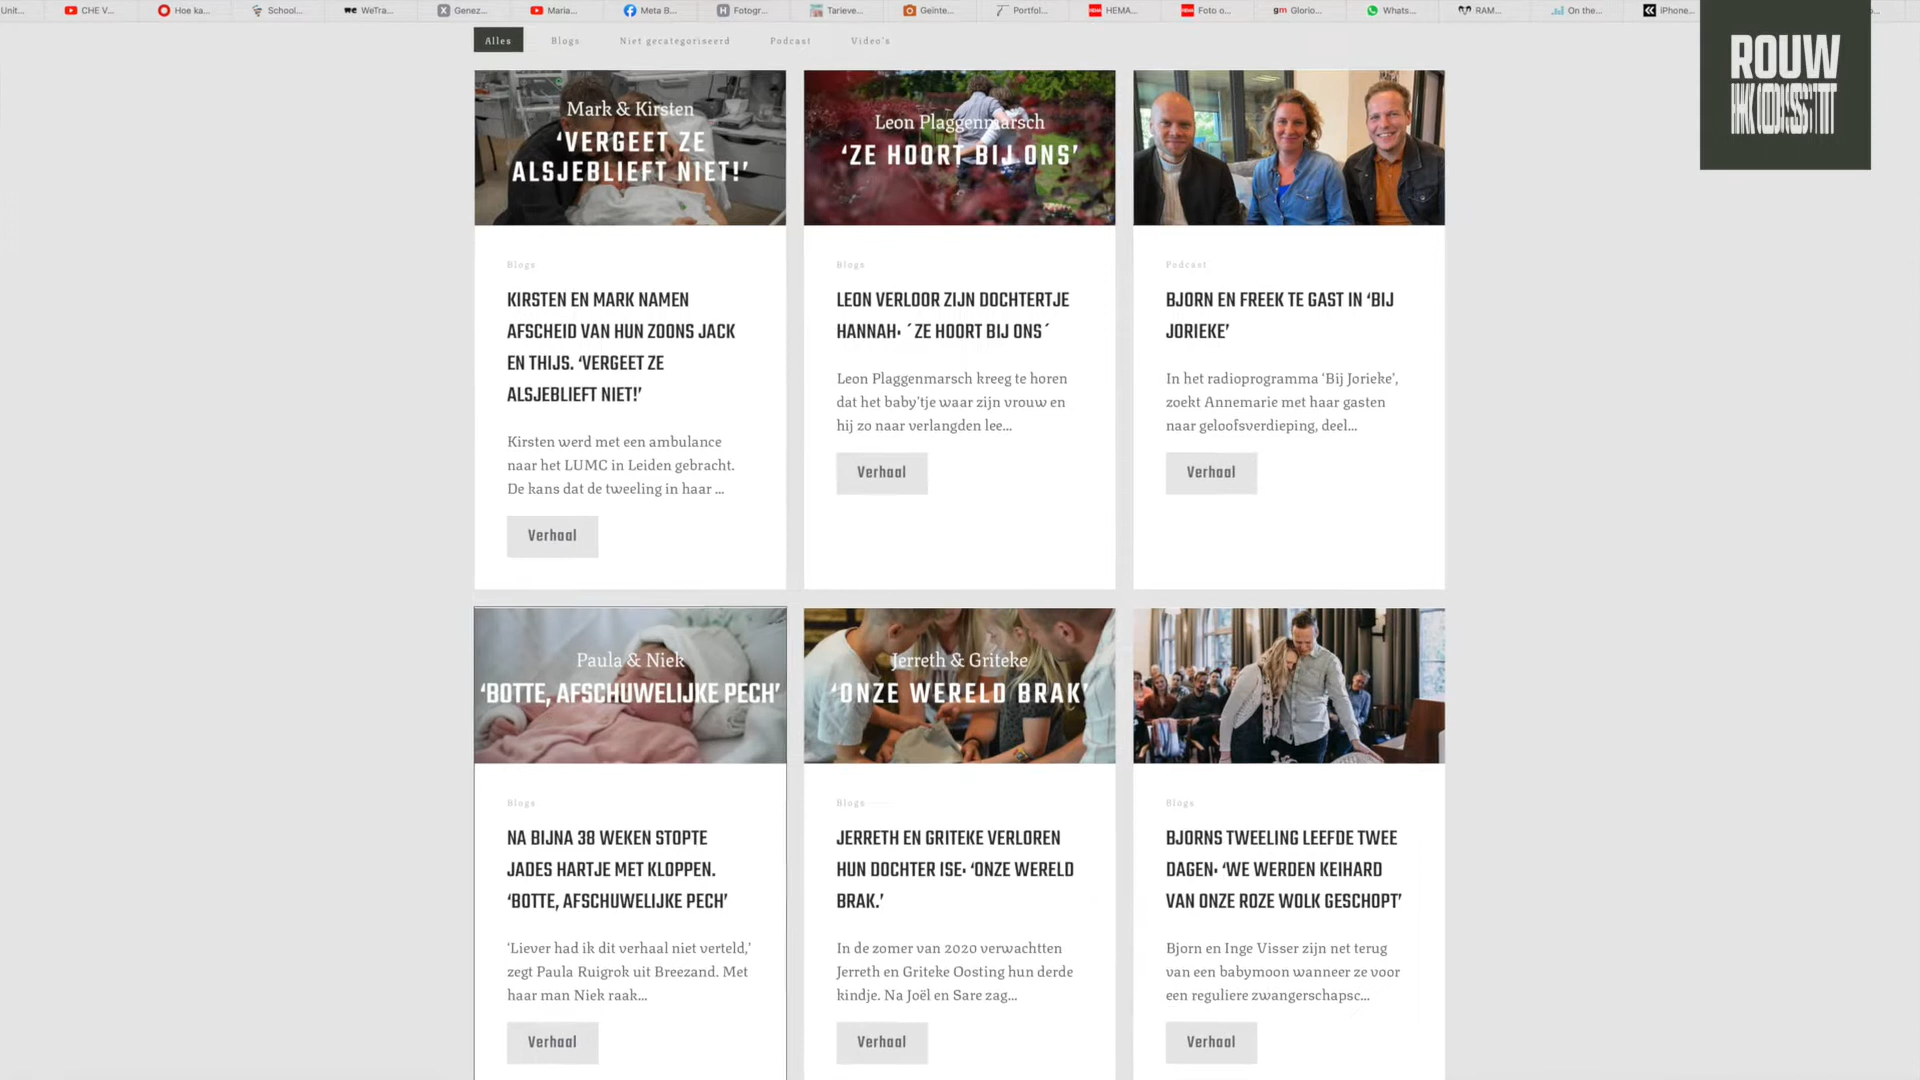 Unit...
CHE V...
Hoe ka...
School...
WeTra...
Genez...
Maria...
Meta B...
Fotogr...
Tarieve...
Geïnte...
Portfol...
HEMA...
Foto o...
Glorio...
Whats...
RAM...
On the...
iPhone...
Alles
Blogs
Niet gecategoriseerd
Podcast
Video's
ROUW
Mark & Kirsten
‘VERGEET ZE
ALSJEBLIEFT NIET!’
Blogs
KIRSTEN EN MARK NAMEN
AFSCHEID VAN HUN ZOONS JACK
EN THIJS. ‘VERGEET ZE
ALSJEBLIEFT NIET!’
Kirsten werd met een ambulance
naar het LUMC in Leiden gebracht.
De kans dat de tweeling in haar ...
Verhaal
Leon Plaggenmarsch
‘ZE HOORT BIJ ONS’
Blogs
LEON VERLOOR ZIJN DOCHTERTJE
HANNAH: ´ZE HOORT BIJ ONS´
Leon Plaggenmarsch kreeg te horen
dat het baby’tje waar zijn vrouw en
hij zo naar verlangden lee...
Verhaal
Podcast
BJORN EN FREEK TE GAST IN ‘BIJ
JORIEKE’
In het radioprogramma ‘Bij Jorieke’,
zoekt Annemarie met haar gasten
naar geloofsverdieping, deel...
Verhaal
Paula & Niek
‘BOTTE, AFSCHUWELIJKE PECH’
Blogs
NA BIJNA 38 WEKEN STOPTE
JADES HARTJE MET KLOPPEN.
‘BOTTE, AFSCHUWELIJKE PECH’
‘Liever had ik dit verhaal niet verteld,’
zegt Paula Ruigrok uit Breezand. Met
haar man Niek raak...
Verhaal
Jerreth & Griteke
‘ONZE WERELD BRAK’
Blogs
JERRETH EN GRITEKE VERLOREN
HUN DOCHTER ISE: ‘ONZE WERELD
BRAK.’
In de zomer van 2020 verwachtten
Jerreth en Griteke Oosting hun derde
kindje. Na Joël en Sare zag...
Verhaal
Blogs
BJORNS TWEELING LEEFDE TWEE
DAGEN: ‘WE WERDEN KEIHARD
VAN ONZE ROZE WOLK GESCHOPT’
Bjorn en Inge Visser zijn net terug
van een babymoon wanneer ze voor
een reguliere zwangerschapsc...
Verhaal